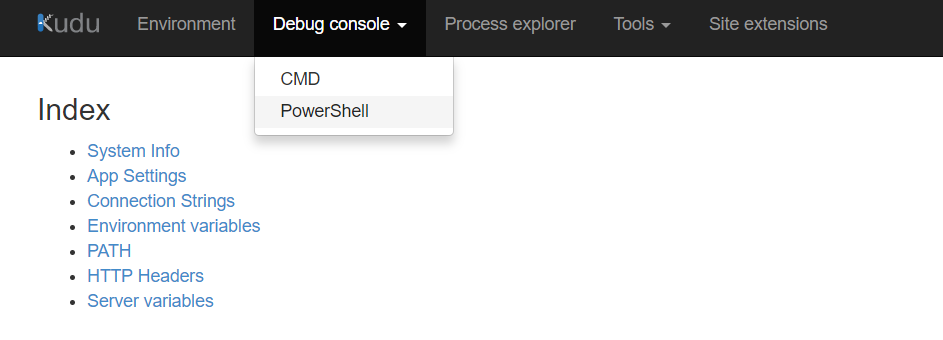 Kudu Environment Debug console Process explorer Tools Site extensions
CMD
PowerShell
Index
System Info
App Settings
Connection Strings
Environment variables
PATH
HTTP Headers
Server variables